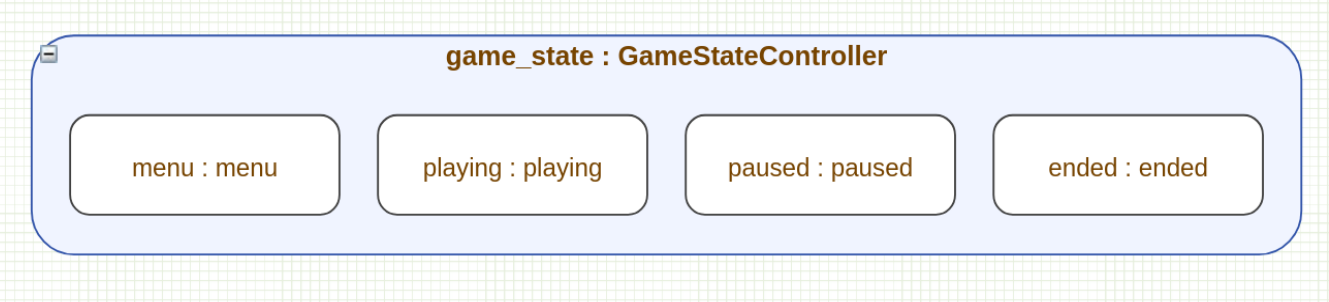 game_state : GameStateController
menu : menu
playing : playing
paused : paused
ended : ended